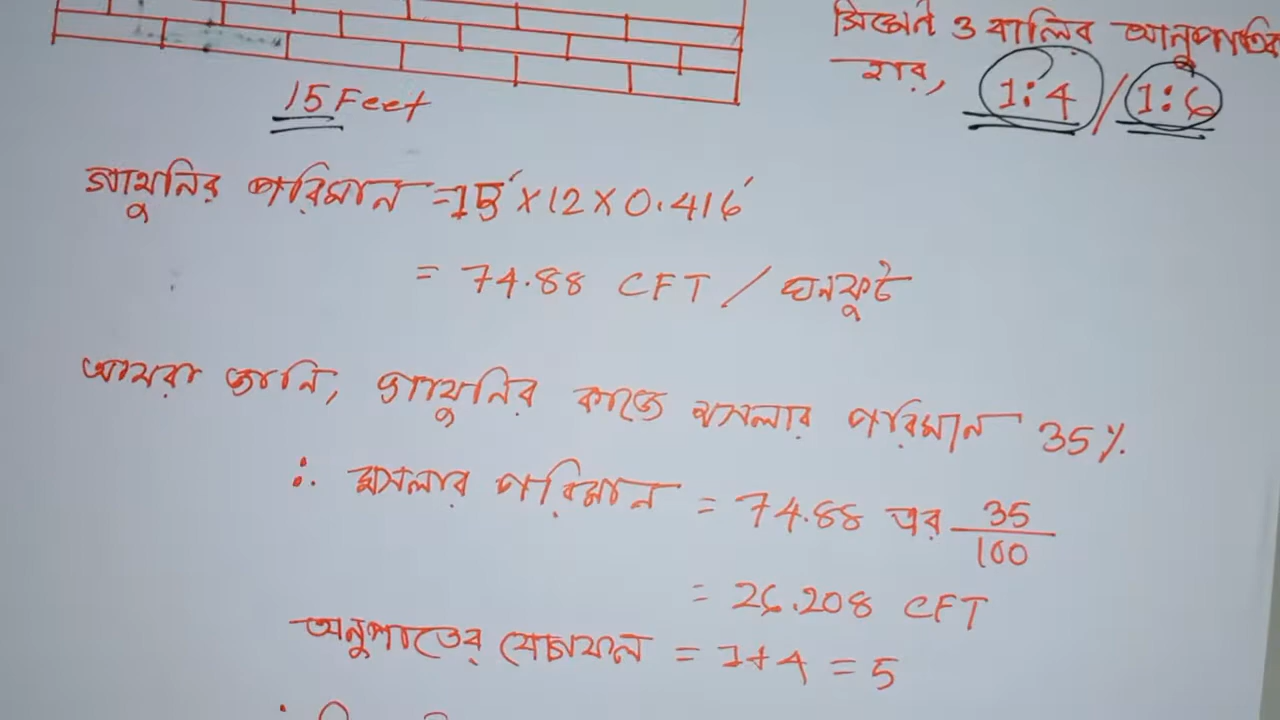 15 Feet
সিমেন্ট ও বালির আনুপাতিক
হার, 1:4 / 1:6
গাথুনির পরিমান = 15' × 12 × 0.416'
= 74.88 CFT / ঘনফুট
আমরা জানি, গাথুনির কাজে মসলার পরিমান 35%.
∴ মসলার পরিমান = 74.88 এর 35/100
= 26.208 CFT
অনুপাতের যোগফল = 1+4 = 5